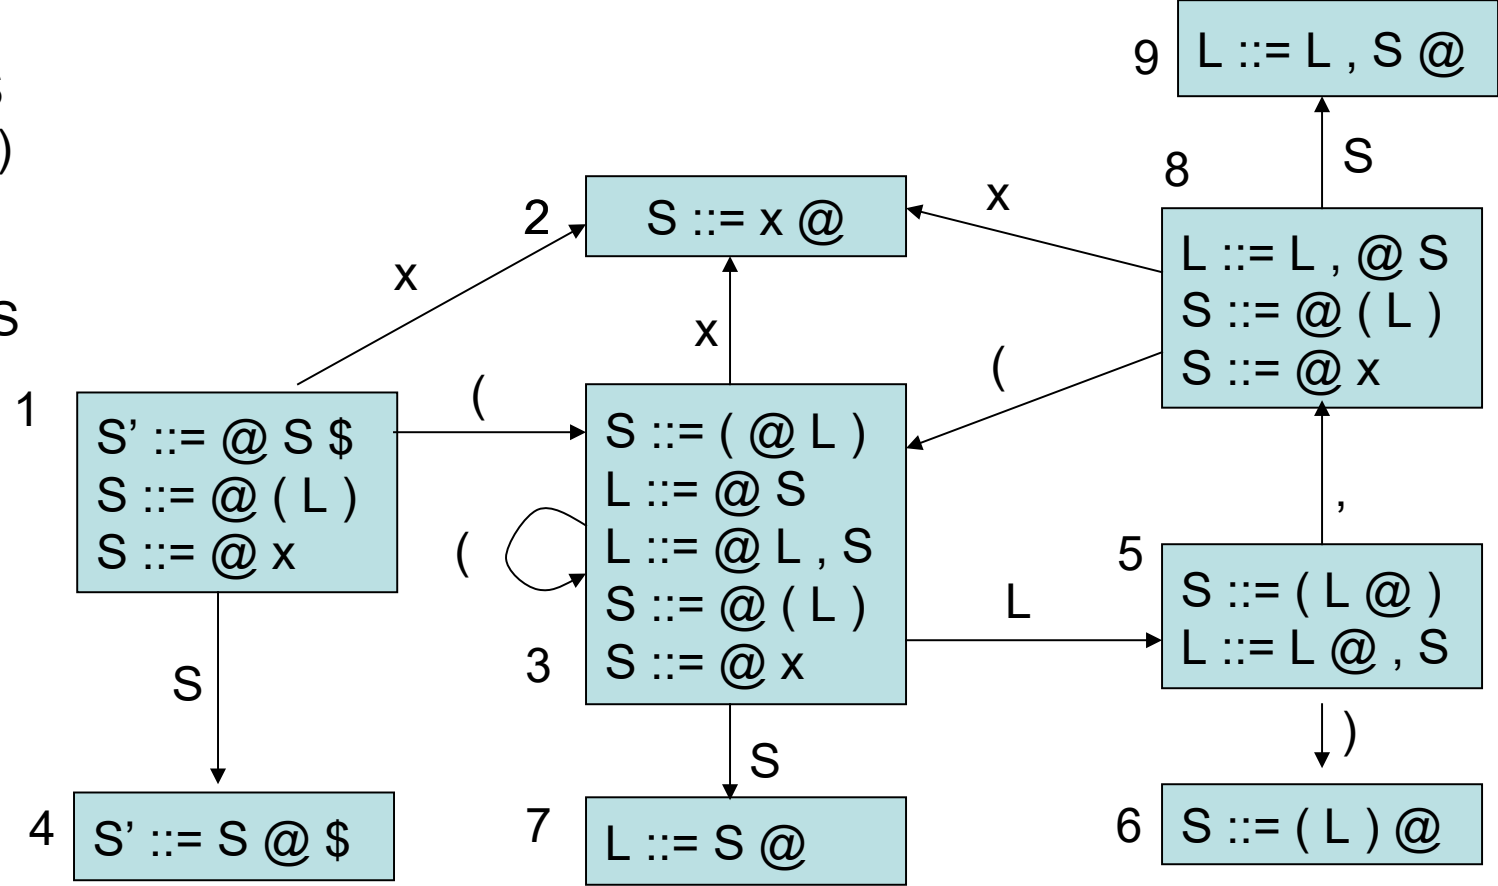 9
L ::= L , S @
S
)
S
8
x
2
S ::= x @
L ::= L , @ S
S ::= @ ( L )
S ::= @ x
x
S
x
(
1
(
S’ ::= @ S $
S ::= @ ( L )
S ::= @ x
S ::= ( @ L )
L ::= @ S
L ::= @ L , S
S ::= @ ( L )
S ::= @ x
(
3
,
5
S ::= ( L @ )
L ::= L @ , S
L
S
S
)
4
S’ ::= S @ $
7
L ::= S @
6
S ::= ( L ) @